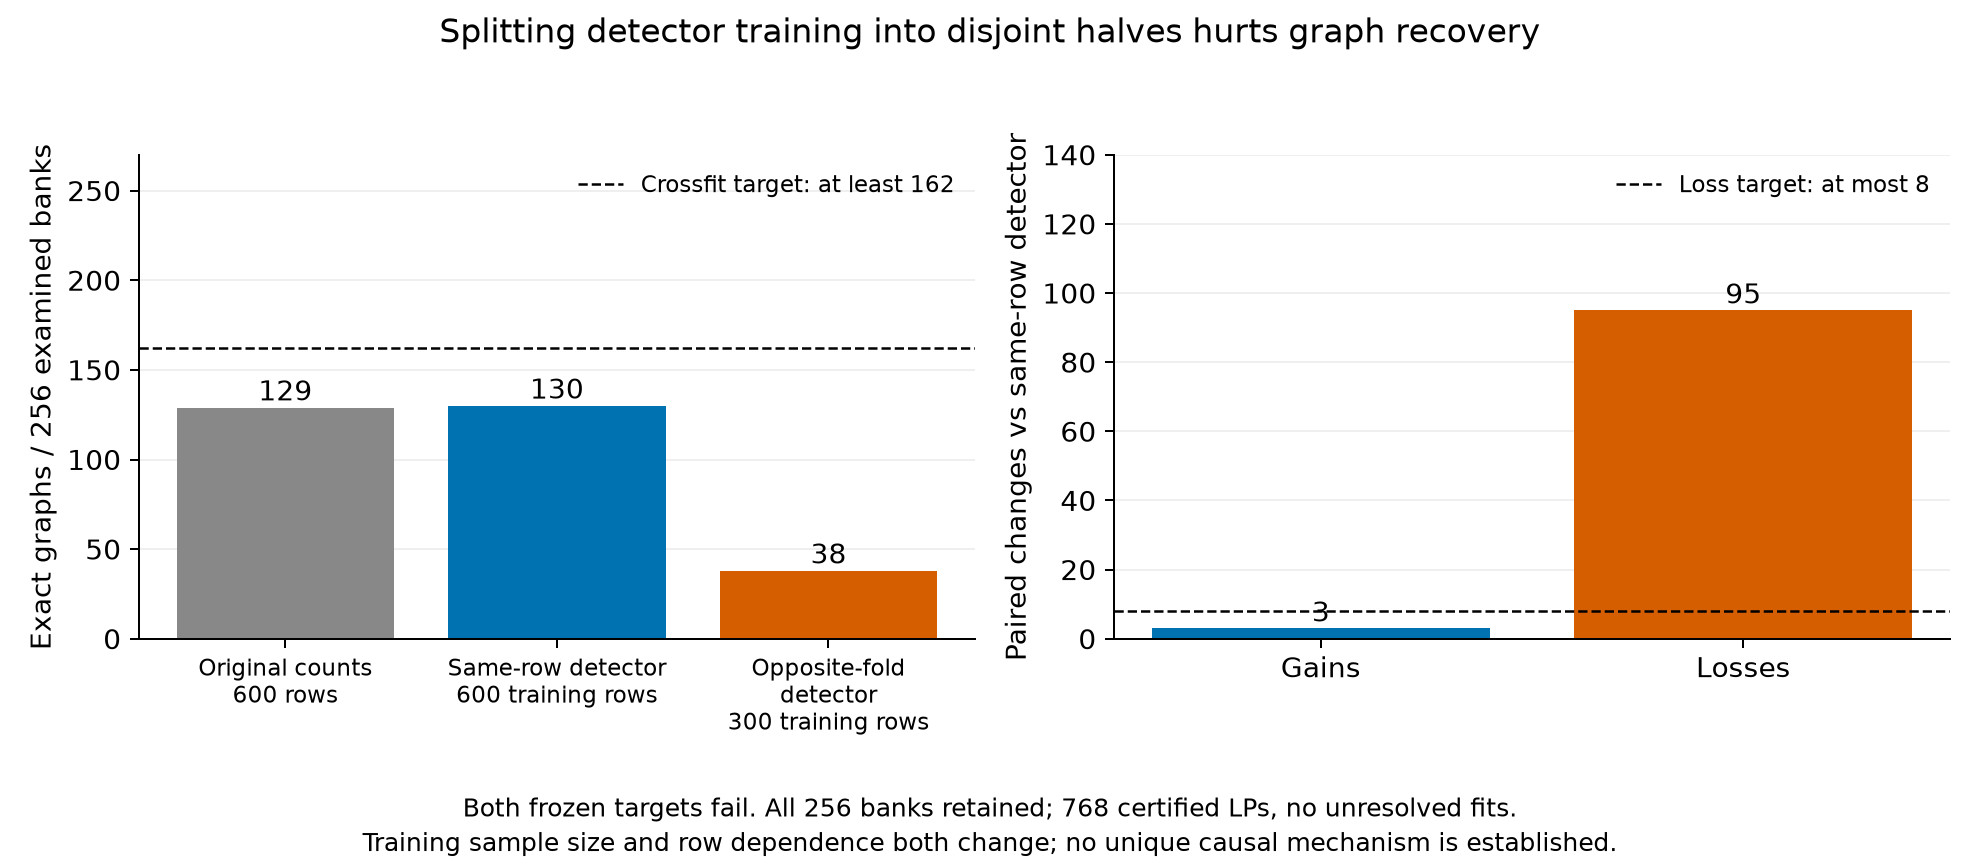 Splitting detector training into disjoint halves hurts graph recovery
Exact graphs / 256 examined banks
250
200
150
100
50
0
Crossfit target: at least 162
129
130
38
Original counts
600 rows
Same-row detector
600 training rows
Opposite-fold
detector
300 training rows
Paired changes vs same-row detector
140
120
100
80
60
40
20
0
Loss target: at most 8
3
95
Gains
Losses
Both frozen targets fail. All 256 banks retained; 768 certified LPs, no unresolved fits.
Training sample size and row dependence both change; no unique causal mechanism is established.